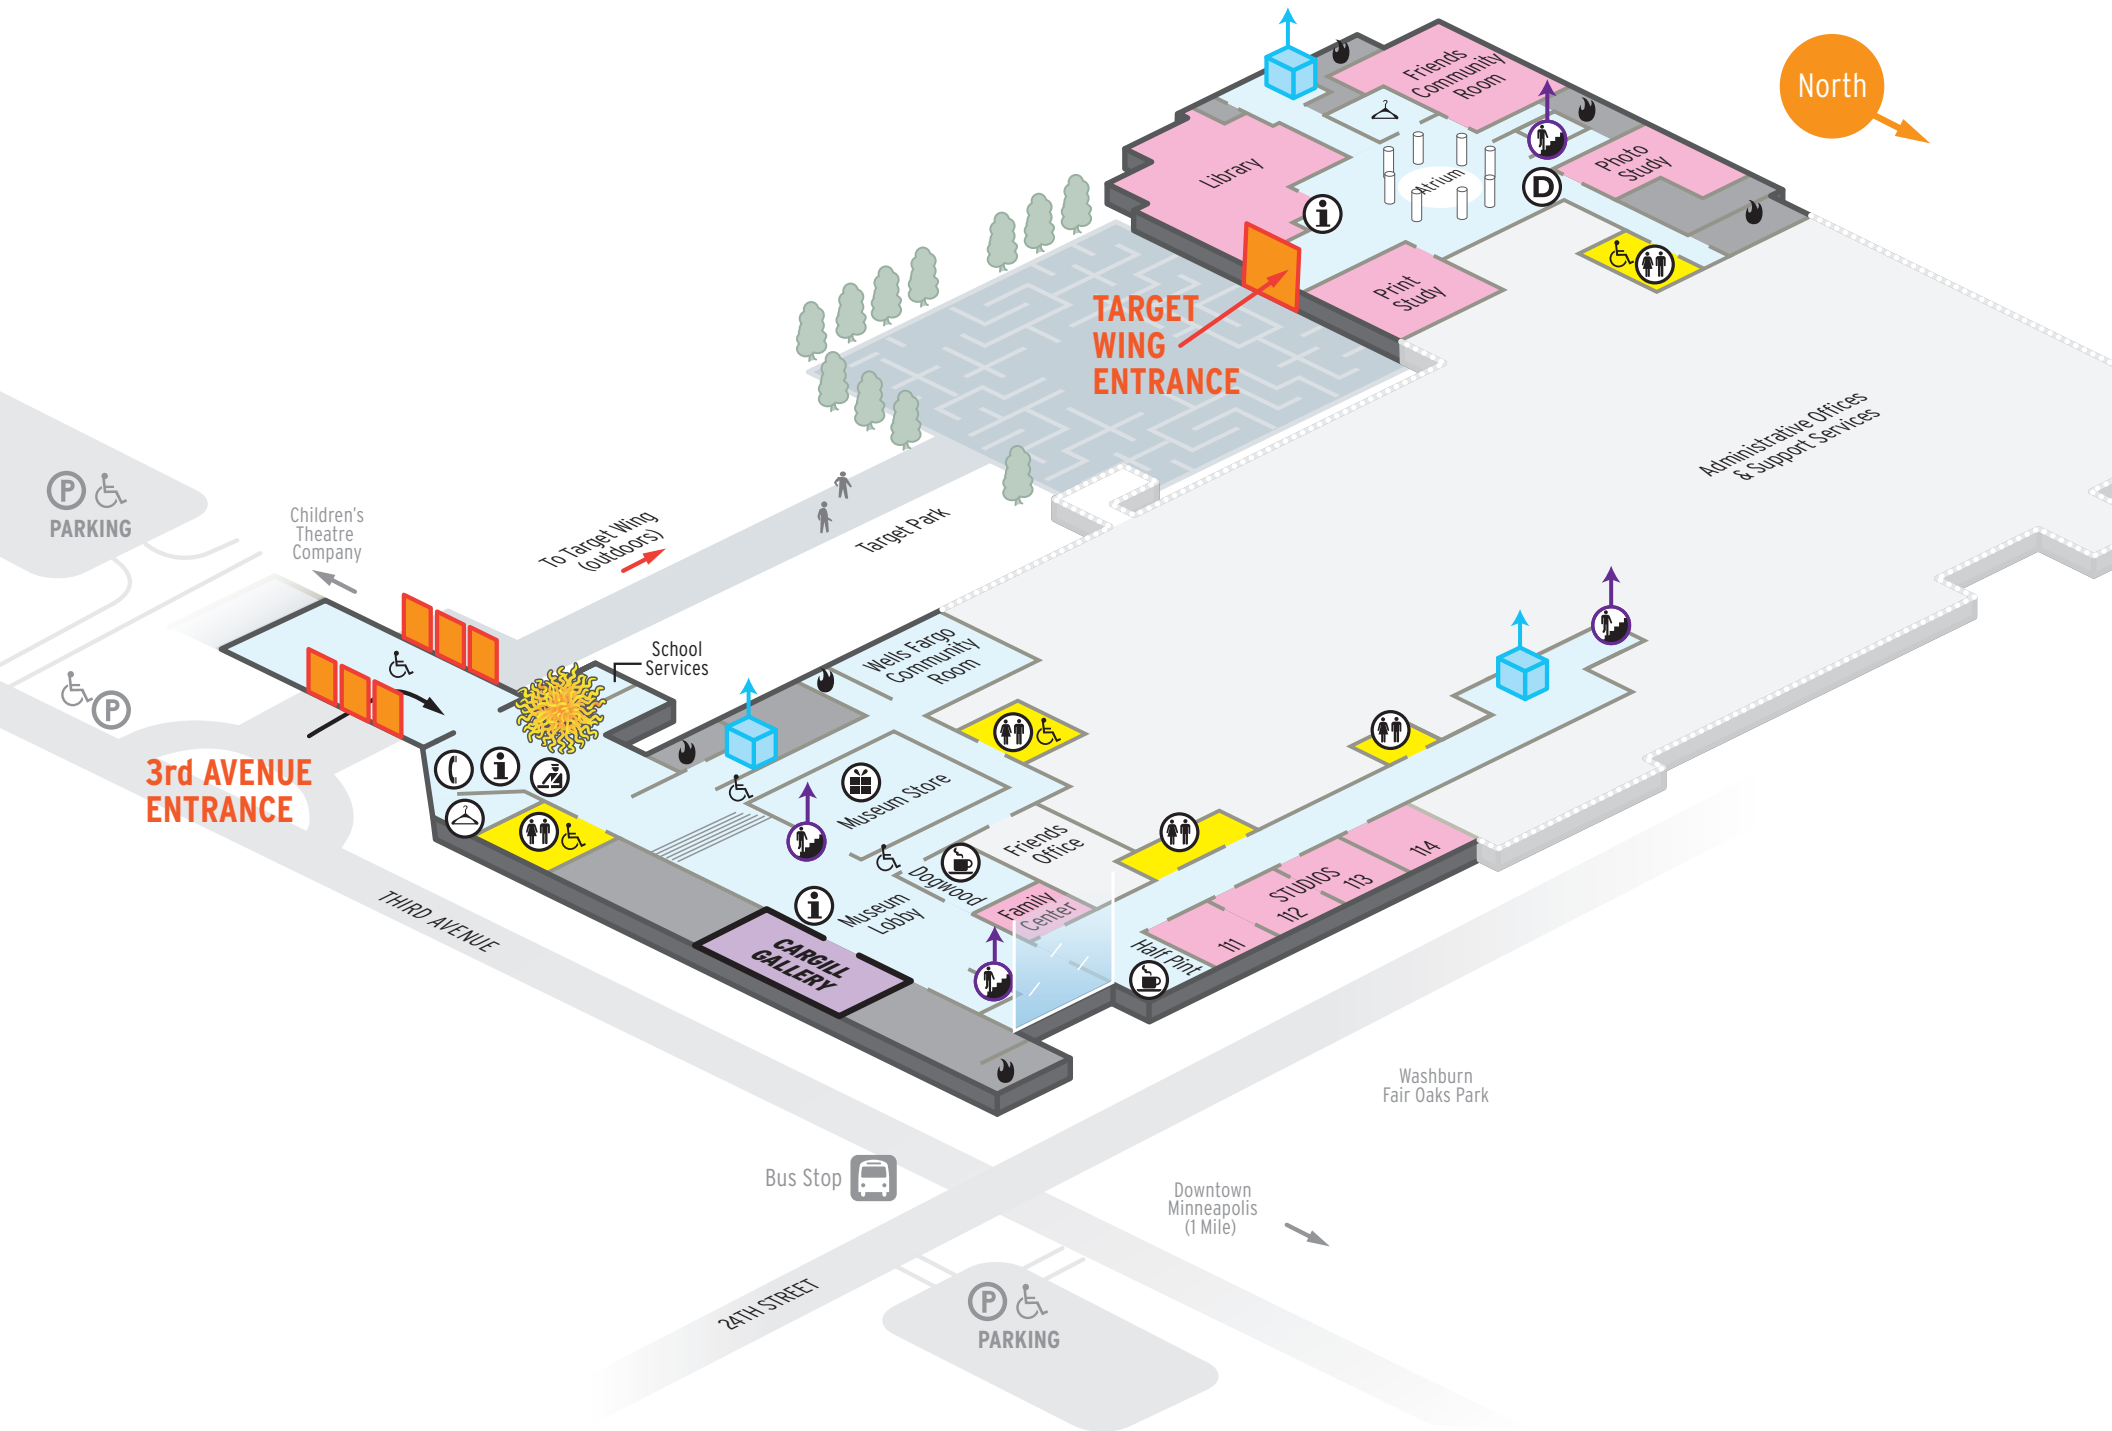 North
Friends
Community
Room
Library
Atrium
Photo
Study
D
Print
Study
TARGET
WING
ENTRANCE
Administrative Offices
& Support Services
P
PARKING
Children's
Theatre
Company
To Target Wing
(outdoors)
Target Park
School
Services
Wells Fargo
Community
Room
P
3rd AVENUE
ENTRANCE
Museum Store
Friends
Office
Dogwood
Family
Center
Museum
Lobby
CARGILL
GALLERY
STUDIOS
111
112
113
114
Half Pint
THIRD AVENUE
Washburn
Fair Oaks Park
Bus Stop
Downtown
Minneapolis
(1 Mile)
24TH STREET
P
PARKING